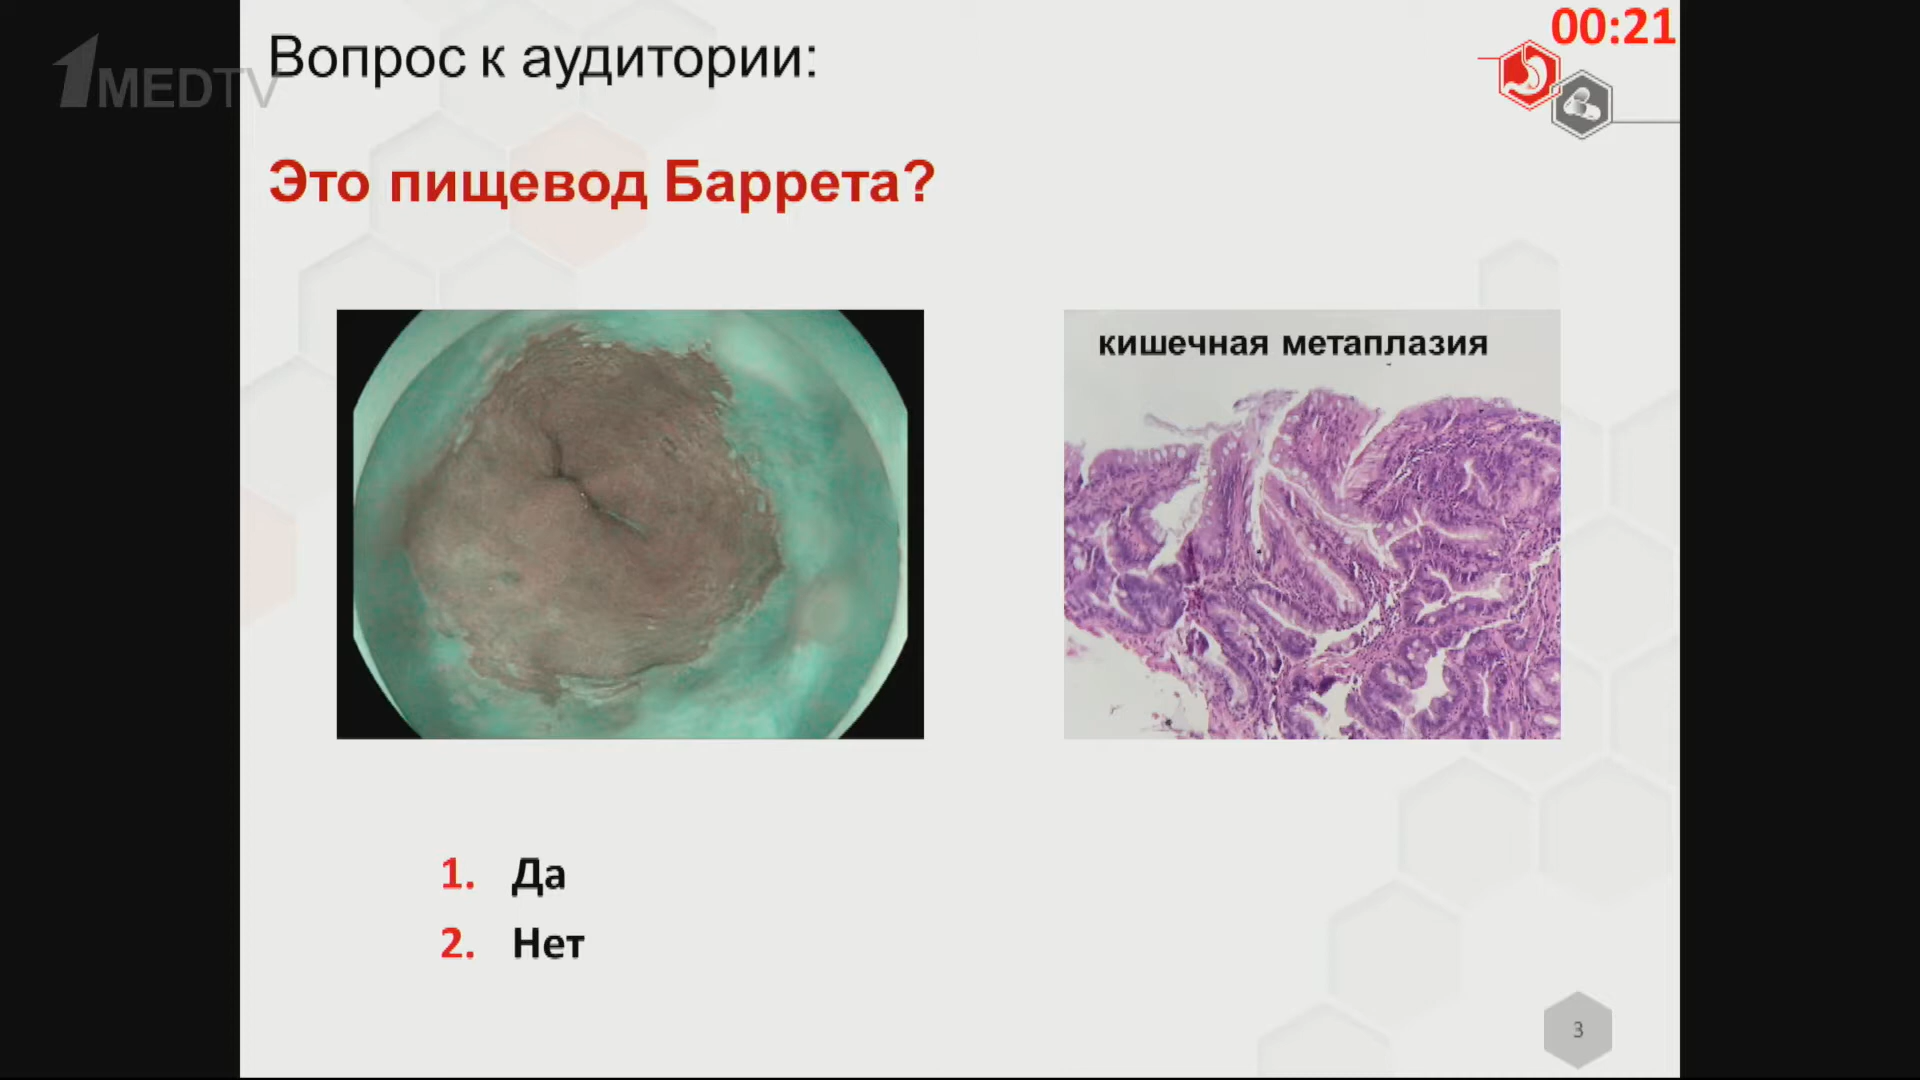 00:21
1MEDTV
Вопрос к аудитории:
Это пищевод Баррета?
кишечная метаплазия
1. Да
2. Нет
3